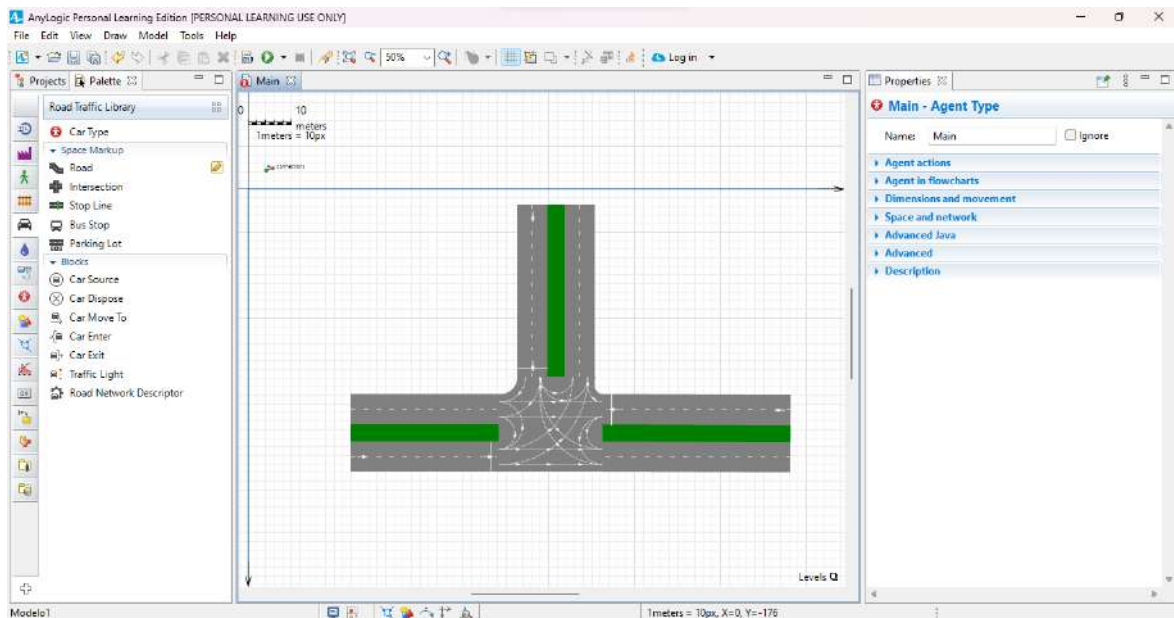 AnyLogic Personal Learning Edition [PERSONAL LEARNING USE ONLY]
File Edit View Draw Model Tools Help
50%
Log in
Projects Palette
Main
Properties
Road Traffic Library
Car Type
Space Markup
Road
Intersection
Stop Line
Bus Stop
Parking Lot
Blocks
Car Source
Car Dispose
Car Move To
Car Enter
Car Exit
Traffic Light
Road Network Descriptor
0 10
meters
1meters = 10px
connections
Levels
Main - Agent Type
Name: Main Ignore
Agent actions
Agent in flowcharts
Dimensions and movement
Space and network
Advanced Java
Advanced
Description
Modelo1
1meters = 10px, X=0, Y=-176